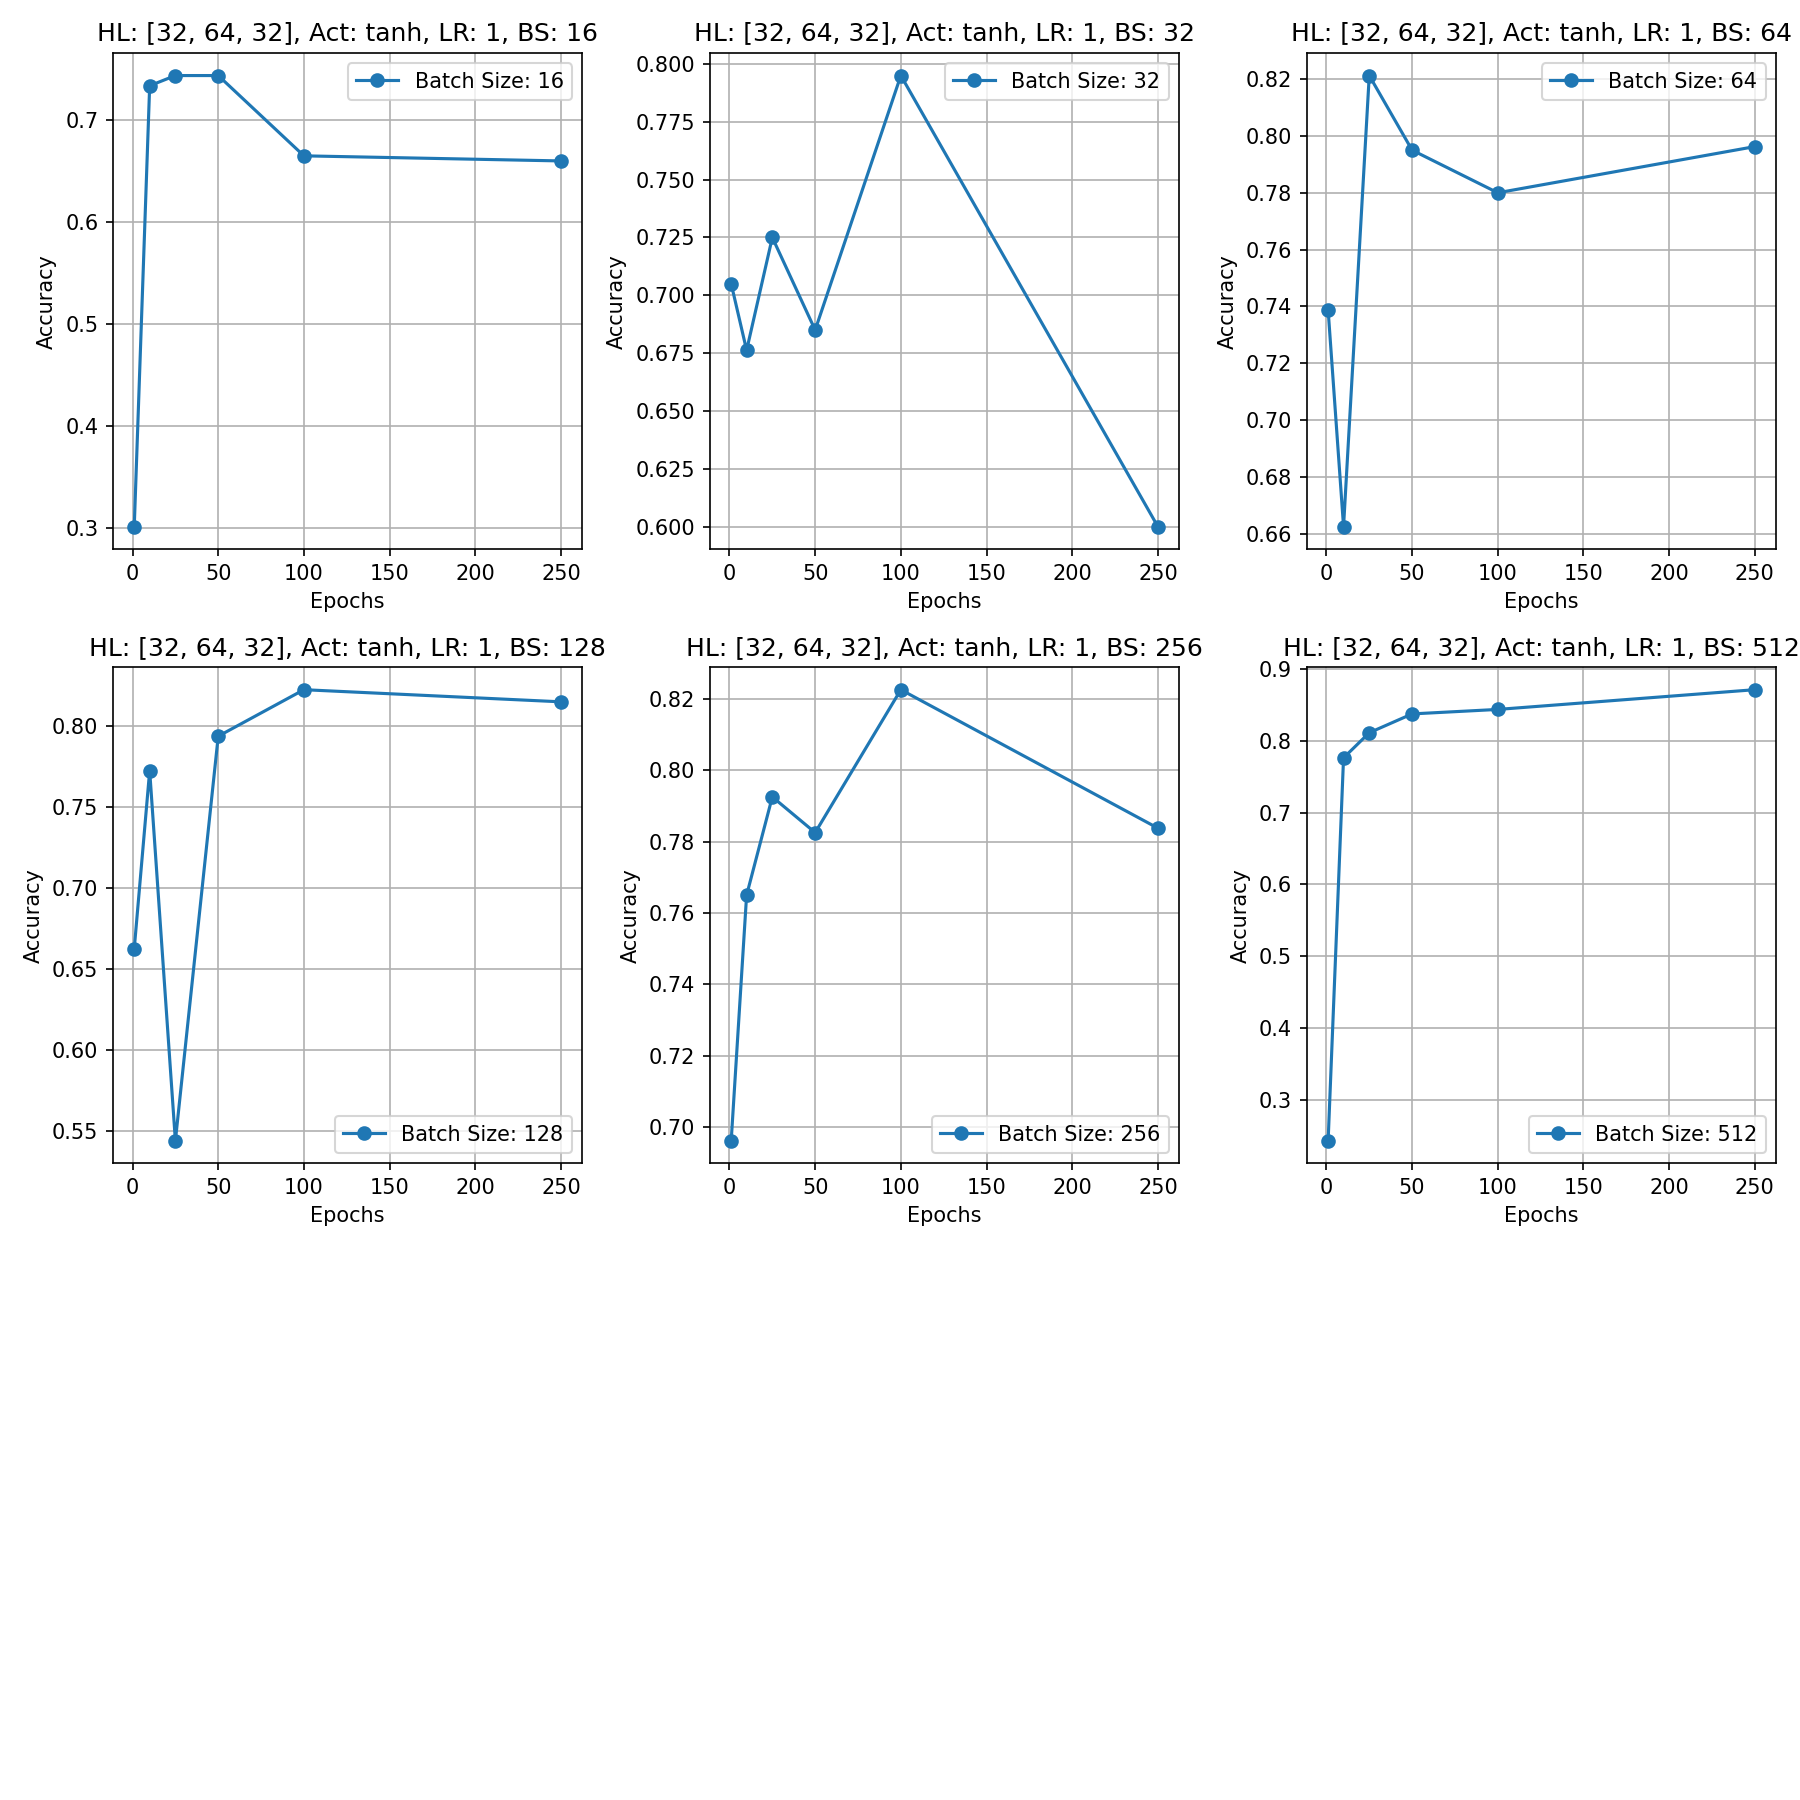 HL: [32, 64, 32], Act: tanh, LR: 1, BS: 16
Batch Size: 16
Accuracy
0.7
0.6
0.5
0.4
0.3
0 50 100 150 200 250
Epochs
HL: [32, 64, 32], Act: tanh, LR: 1, BS: 32
Batch Size: 32
Accuracy
0.800
0.775
0.750
0.725
0.700
0.675
0.650
0.625
0.600
0 50 100 150 200 250
Epochs
HL: [32, 64, 32], Act: tanh, LR: 1, BS: 64
Batch Size: 64
Accuracy
0.82
0.80
0.78
0.76
0.74
0.72
0.70
0.68
0.66
0 50 100 150 200 250
Epochs
HL: [32, 64, 32], Act: tanh, LR: 1, BS: 128
Accuracy
0.80
0.75
0.70
0.65
0.60
0.55
Batch Size: 128
0 50 100 150 200 250
Epochs
HL: [32, 64, 32], Act: tanh, LR: 1, BS: 256
Accuracy
0.82
0.80
0.78
0.76
0.74
0.72
0.70
Batch Size: 256
0 50 100 150 200 250
Epochs
HL: [32, 64, 32], Act: tanh, LR: 1, BS: 512
Accuracy
0.9
0.8
0.7
0.6
0.5
0.4
0.3
Batch Size: 512
0 50 100 150 200 250
Epochs